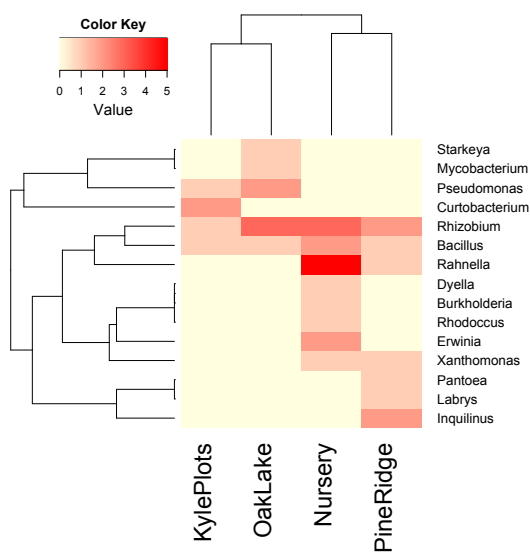 Color Key
0 1 2 3 4 5
Value
Starkeya
Mycobacterium
Pseudomonas
Curtobacterium
Rhizobium
Bacillus
Rahnella
Dyella
Burkholderia
Rhodoccus
Erwinia
Xanthomonas
Pantoea
Labrys
Inquilinus
KylePlots
OakLake
Nursery
PineRidge